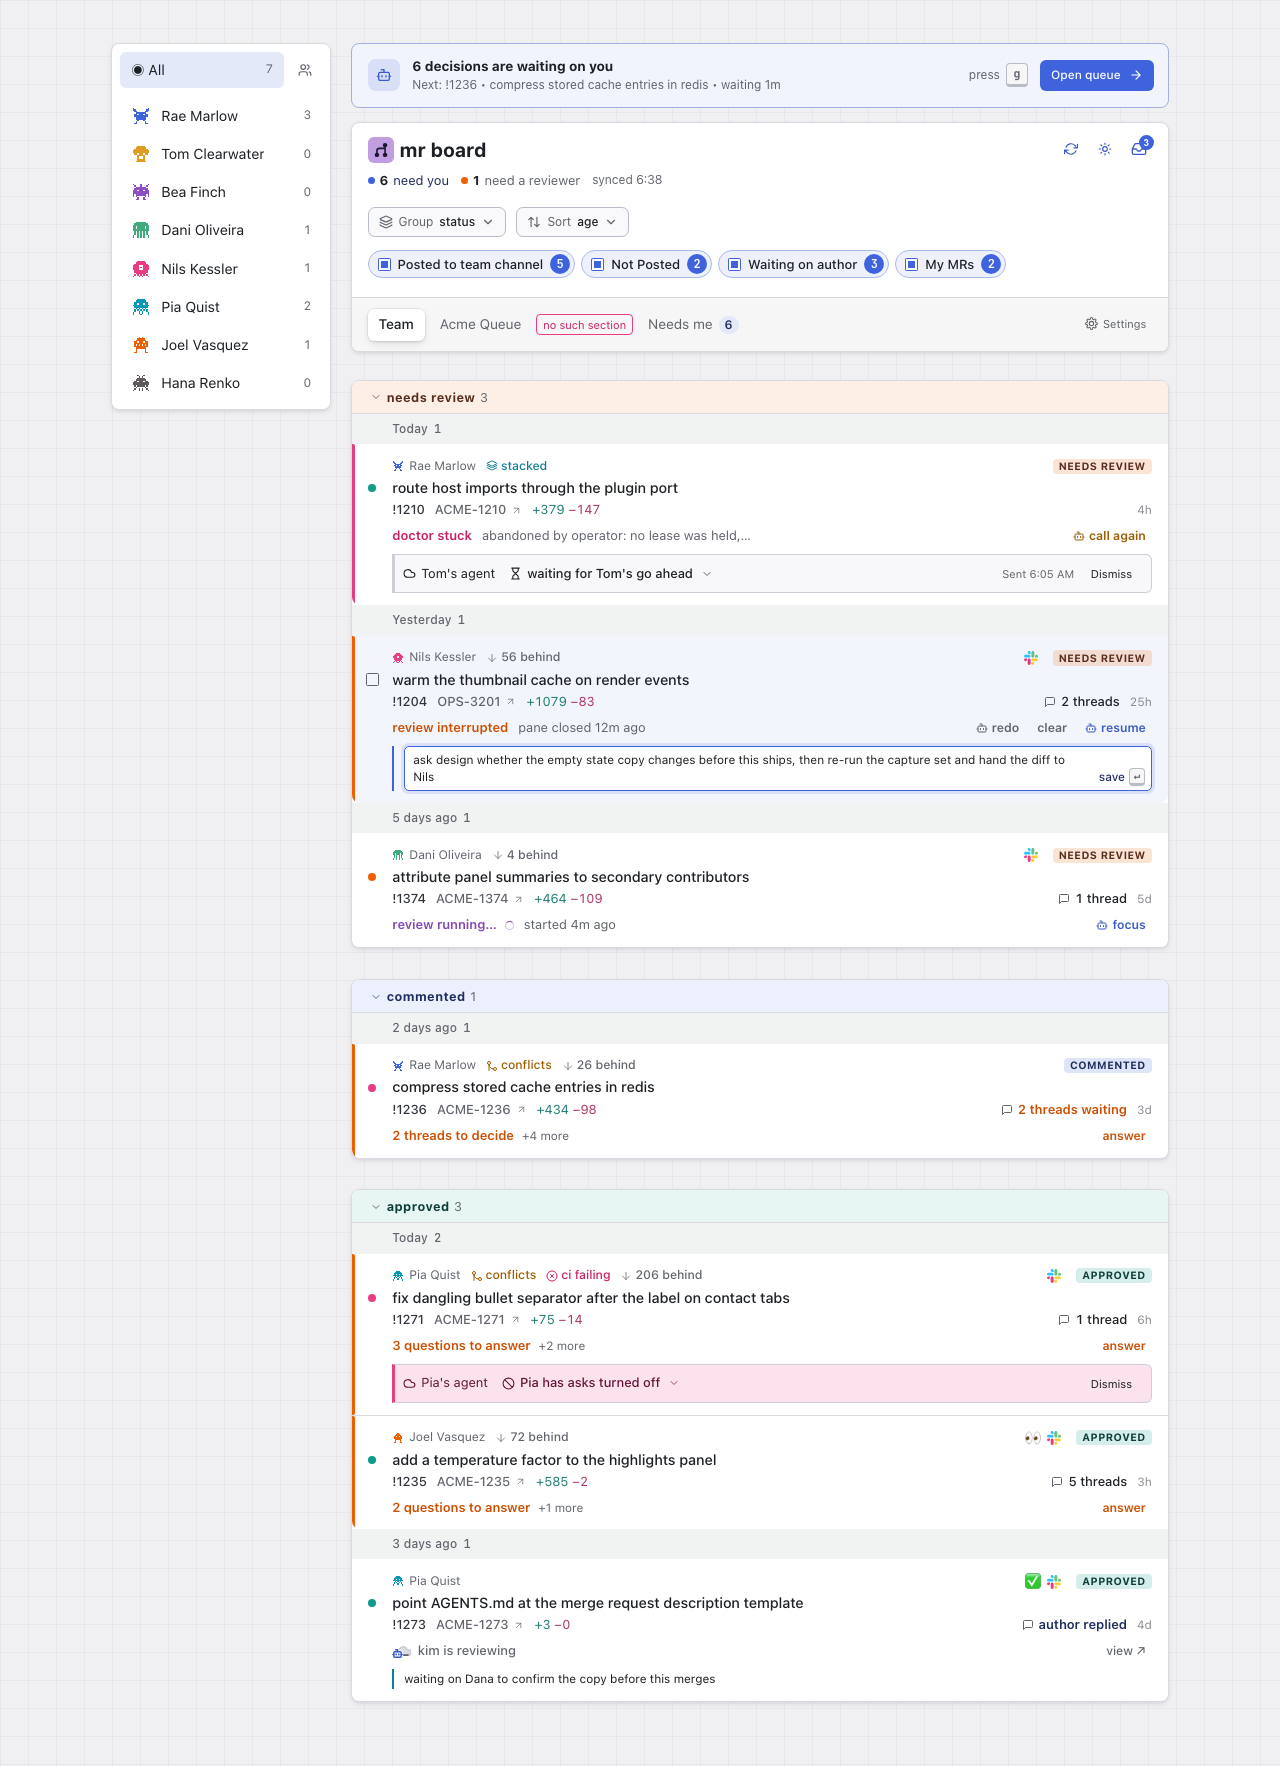 All 7
Rae Marlow 3
Tom Clearwater 0
Bea Finch 0
Dani Oliveira 1
Nils Kessler 1
Pia Quist 2
Joel Vasquez 1
Hana Renko 0
6 decisions are waiting on you
Next: !1236 • compress stored cache entries in redis • waiting 1m
press g Open queue →
mr board
3
6 need you 1 need a reviewer synced 6:38
Group status Sort age
Posted to team channel 5 Not Posted 2 Waiting on author 3 My MRs 2
Team Acme Queue no such section Needs me 6 Settings
needs review 3
Today 1
Rae Marlow stacked NEEDS REVIEW
route host imports through the plugin port
!1210 ACME-1210 ↗ +379 −147 4h
doctor stuck abandoned by operator: no lease was held,... call again
Tom's agent waiting for Tom's go ahead Sent 6:05 AM Dismiss
Yesterday 1
Nils Kessler ↓ 56 behind NEEDS REVIEW
warm the thumbnail cache on render events
!1204 OPS-3201 ↗ +1079 −83 2 threads 25h
review interrupted pane closed 12m ago redo clear resume
ask design whether the empty state copy changes before this ships, then re-run the capture set and hand the diff to
Nils
save ↵
5 days ago 1
Dani Oliveira ↓ 4 behind NEEDS REVIEW
attribute panel summaries to secondary contributors
!1374 ACME-1374 ↗ +464 −109 1 thread 5d
review running... started 4m ago focus
commented 1
2 days ago 1
Rae Marlow conflicts ↓ 26 behind COMMENTED
compress stored cache entries in redis
!1236 ACME-1236 ↗ +434 −98 2 threads waiting 3d
2 threads to decide +4 more answer
approved 3
Today 2
Pia Quist conflicts ci failing ↓ 206 behind APPROVED
fix dangling bullet separator after the label on contact tabs
!1271 ACME-1271 ↗ +75 −14 1 thread 6h
3 questions to answer +2 more answer
Pia's agent Pia has asks turned off Dismiss
Joel Vasquez ↓ 72 behind APPROVED
add a temperature factor to the highlights panel
!1235 ACME-1235 ↗ +585 −2 5 threads 3h
2 questions to answer +1 more answer
3 days ago 1
Pia Quist APPROVED
point AGENTS.md at the merge request description template
!1273 ACME-1273 ↗ +3 −0 author replied 4d
kim is reviewing view ↗
waiting on Dana to confirm the copy before this merges